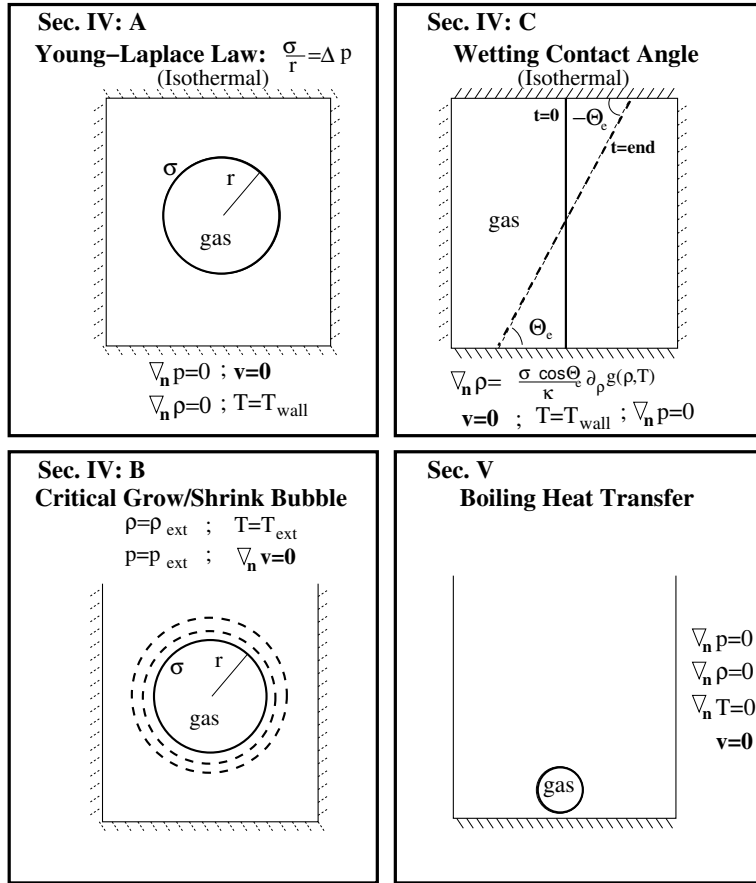 Sec. IV: A
Young–Laplace Law: σ/r =Δ p
(Isothermal)
σ
r
gas
∇n p=0 ; v=0
∇n ρ=0 ; T=Twall
Sec. IV: C
Wetting Contact Angle
(Isothermal)
t=0
−Θe
t=end
gas
Θe
∇n ρ= σ cosΘe/κ ∂ρ g(ρ,T)
v=0 ; T=Twall ; ∇n p=0
Sec. IV: B
Critical Grow/Shrink Bubble
ρ=ρext ; T=Text
p=pext ; ∇n v=0
σ
r
gas
Sec. V
Boiling Heat Transfer
∇n p=0
∇n ρ=0
∇n T=0
v=0
gas